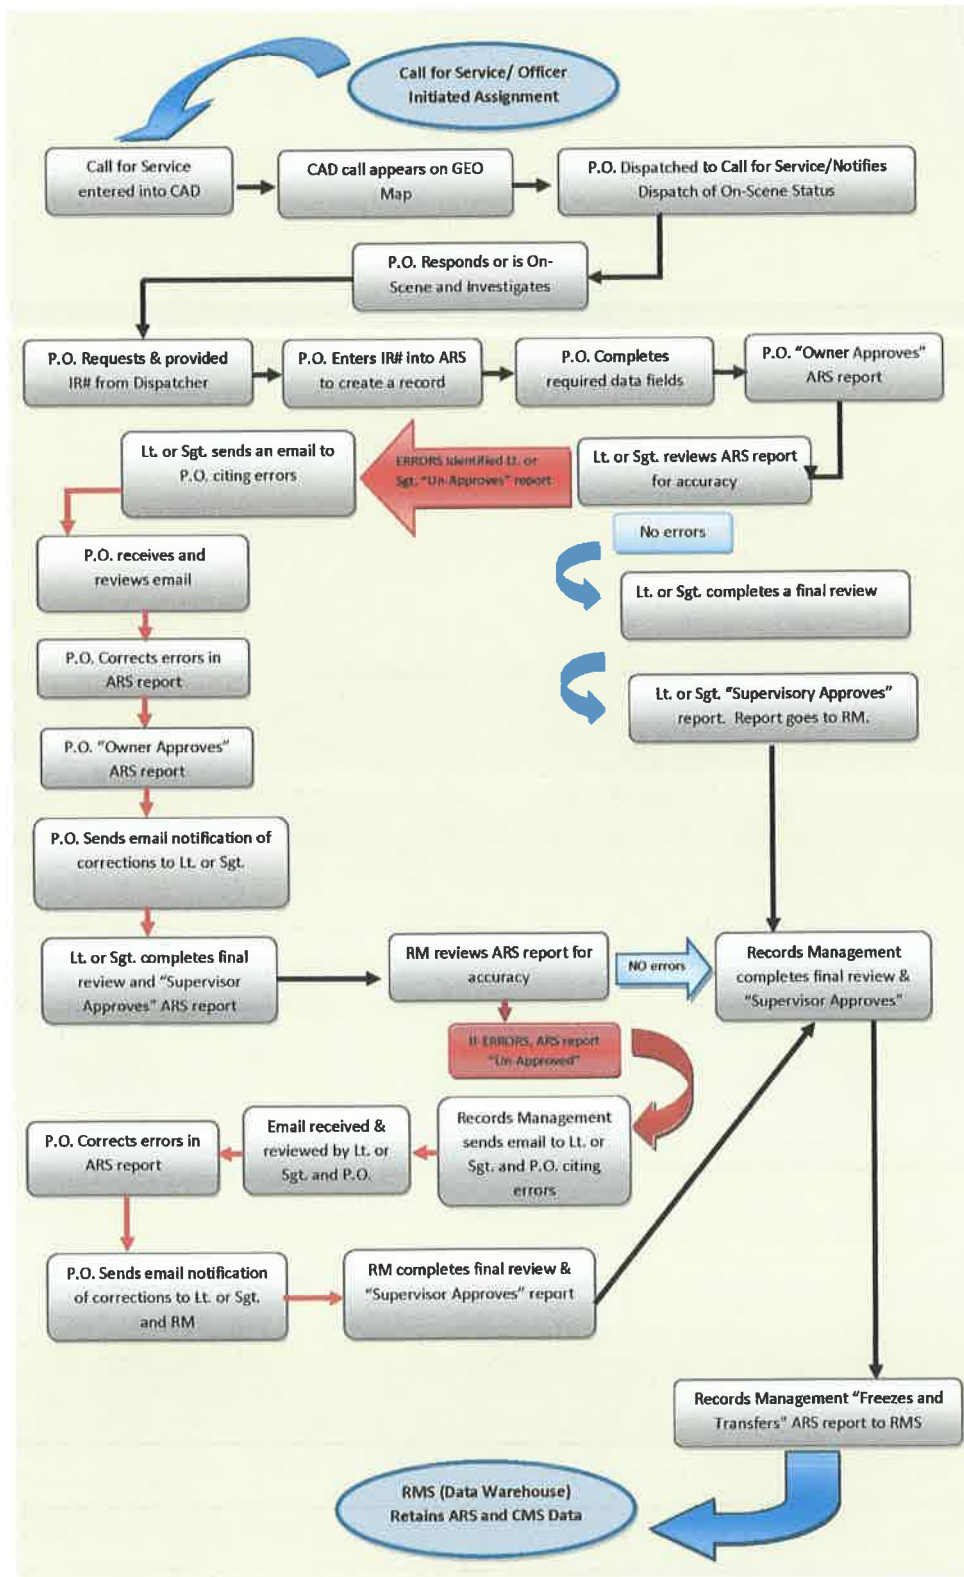 Call for Service/ Officer
Initiated Assignment
Call for Service
entered into CAD
CAD call appears on GEO
Map
P.O. Dispatched to Call for Service/Notifies
Dispatch of On-Scene Status
P.O. Responds or is On-
Scene and Investigates
P.O. Requests & provided
IR# from Dispatcher
P.O. Enters IR# into ARS
to create a record
P.O. Completes
required data fields
P.O. "Owner Approves"
ARS report
Lt. or Sgt. sends an email to
P.O. citing errors
ERRORS Identified Lt. or
Sgt. "Un-Approves" report
Lt. or Sgt. reviews ARS report
for accuracy
No errors
P.O. receives and
reviews email
Lt. or Sgt. completes a final review
P.O. Corrects errors in
ARS report
Lt. or Sgt. "Supervisory Approves"
report. Report goes to RM.
P.O. "Owner Approves"
ARS report
P.O. Sends email notification of
corrections to Lt. or Sgt.
Lt. or Sgt. completes final
review and "Supervisor
Approves" ARS report
RM reviews ARS report for
accuracy
NO errors
Records Management
completes final review &
"Supervisor Approves"
If ERRORS, ARS report
"Un-Approved"
Records Management
sends email to Lt. or
Sgt. and P.O. citing
errors
Email received &
reviewed by Lt. or
Sgt. and P.O.
P.O. Corrects errors in
ARS report
P.O. Sends email notification
of corrections to Lt. or Sgt.
and RM
RM completes final review &
"Supervisor Approves" report
Records Management "Freezes and
Transfers" ARS report to RMS
RMS (Data Warehouse)
Retains ARS and CMS Data